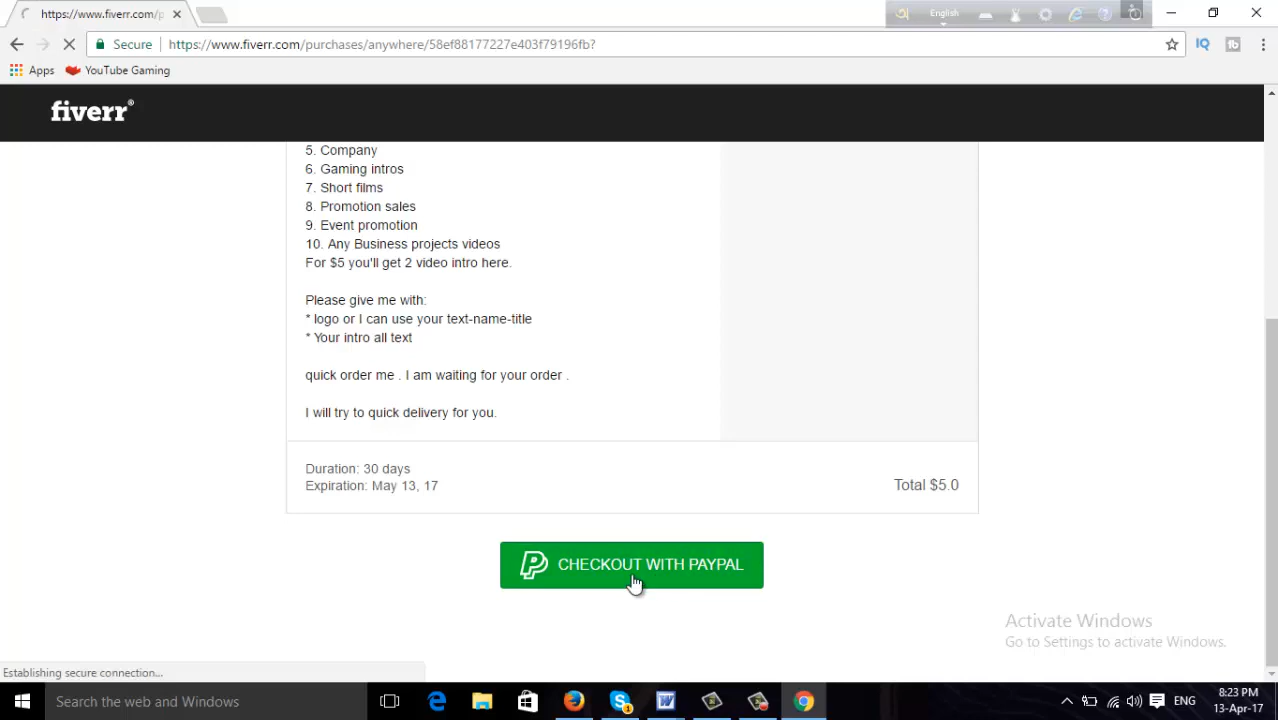 https://www.fiverr.com/p
English
Secure
https://www.fiverr.com/purchases/anywhere/58ef88177227e403f79196fb?
IQ
Apps
YouTube Gaming
fiverr®
5. Company
6. Gaming intros
7. Short films
8. Promotion sales
9. Event promotion
10. Any Business projects videos
For $5 you'll get 2 video intro here.
Please give me with:
* logo or I can use your text-name-title
* Your intro all text
quick order me . I am waiting for your order .
I will try to quick delivery for you.
Duration: 30 days
Expiration: May 13, 17
Total $5.0
CHECKOUT WITH PAYPAL
Activate Windows
Go to Settings to activate Windows.
Establishing secure connection...
Search the web and Windows
ENG
8:23 PM
13-Apr-17